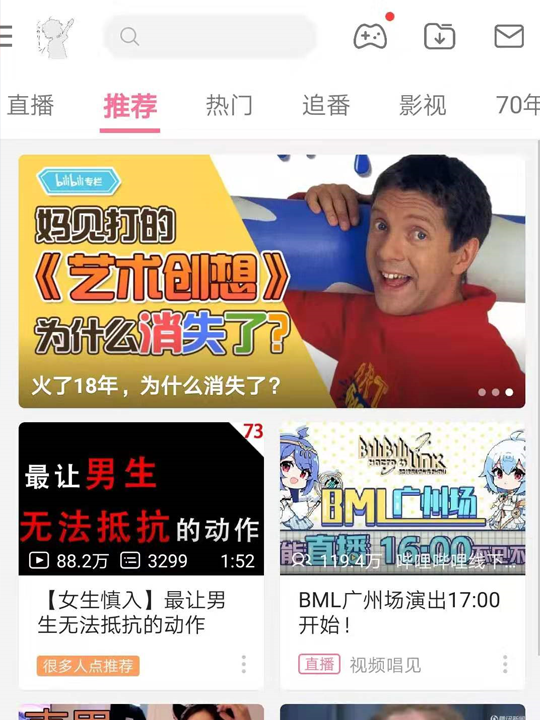 直播
推荐
热门
追番
影视
70年
bilibili专栏
妈见打的
《艺术创想》
为什么消失了？
火了18年，为什么消失了？
73
最让男生
无法抵抗的动作
88.2万
3299
1:52
BML广州场
直播 16:00
119.4万
哔哩哔哩线下...
【女生慎入】最让男
生无法抵抗的动作
很多人点推荐
BML广州场演出17:00
开始！
直播
视频唱见